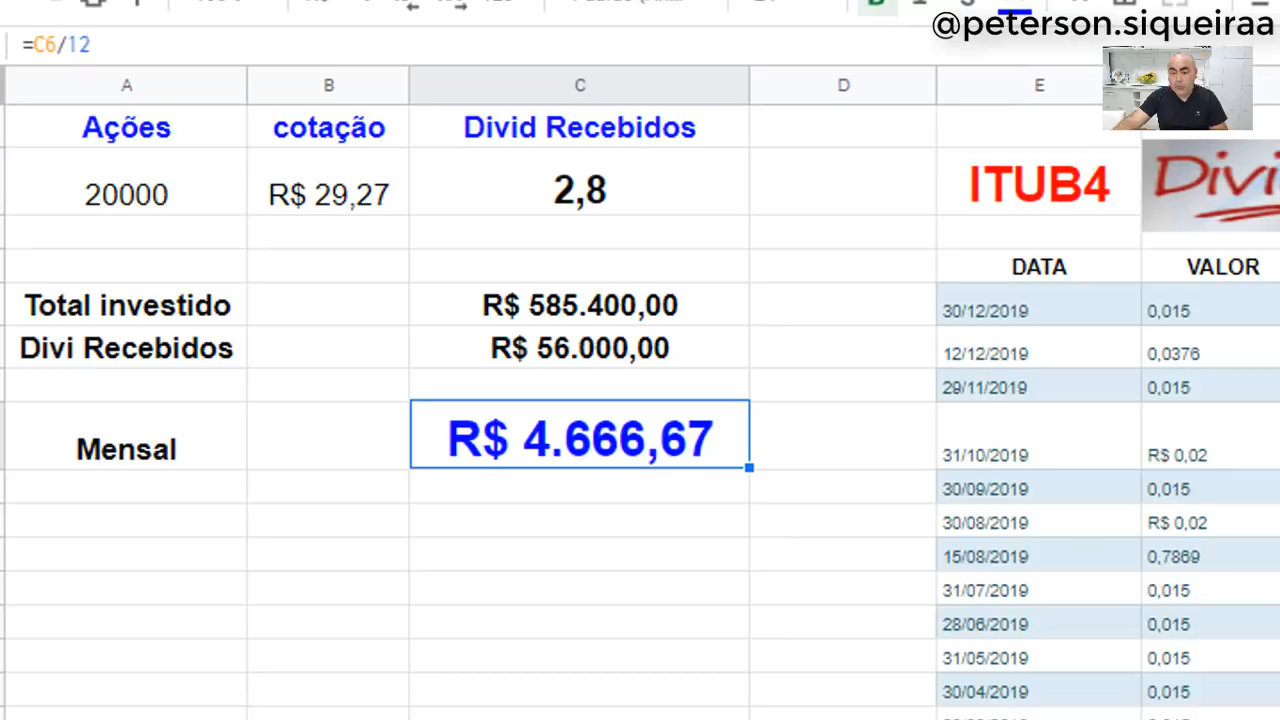 @peterson.siqueiraa
=C6/12
A B C D E
Ações cotação Divid Recebidos
20000 R$ 29,27 2,8 ITUB4
DATA VALOR
Total investido R$ 585.400,00 30/12/2019 0,015
Divi Recebidos R$ 56.000,00 12/12/2019 0,0376
29/11/2019 0,015
Mensal R$ 4.666,67 31/10/2019 R$ 0,02
30/09/2019 0,015
30/08/2019 R$ 0,02
15/08/2019 0,7869
31/07/2019 0,015
28/06/2019 0,015
31/05/2019 0,015
30/04/2019 0,015